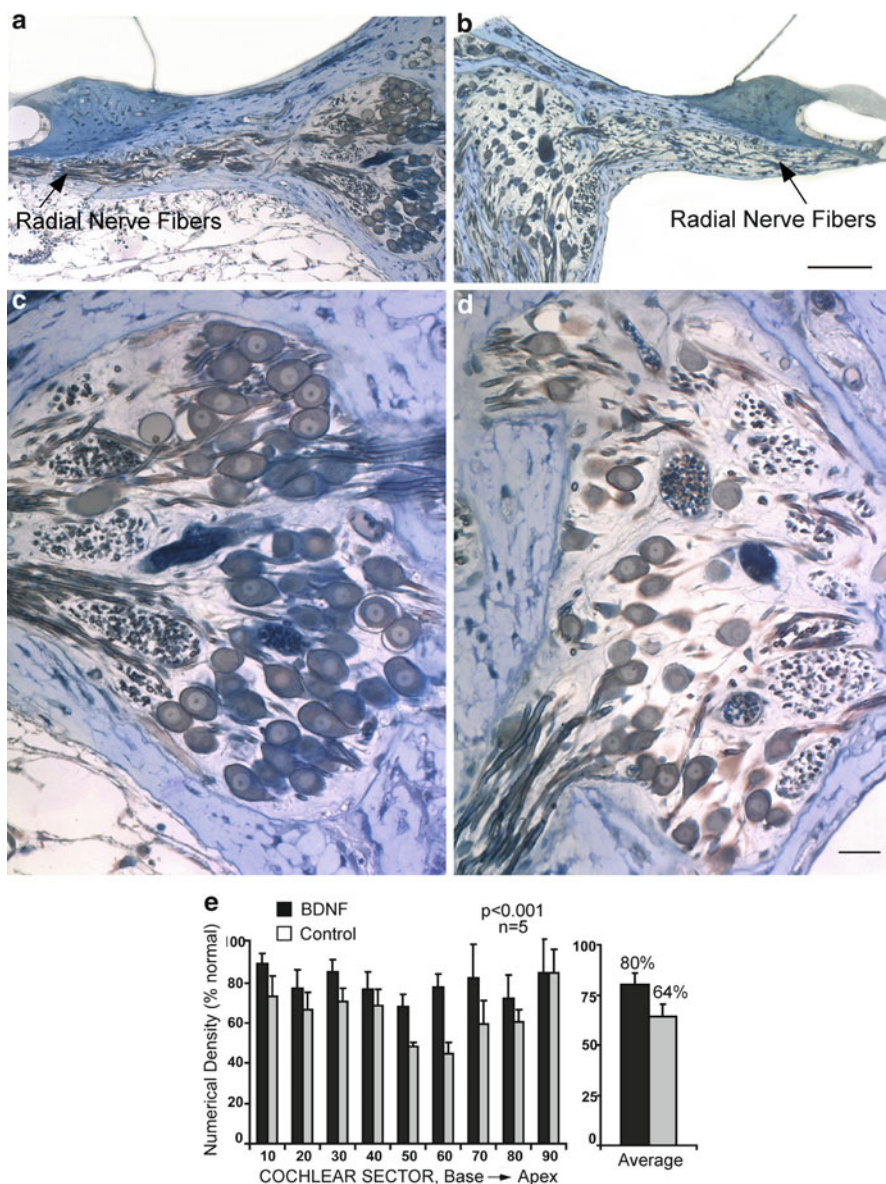 a
b
Radial Nerve Fibers
Radial Nerve Fibers
c
d
e
BDNF
Control
p<0.001
n=5
Numerical Density (% normal)
100
80
60
40
20
0
10 20 30 40 50 60 70 80 90
COCHLEAR SECTOR, Base → Apex
100
75
50
25
0
80%
64%
Average